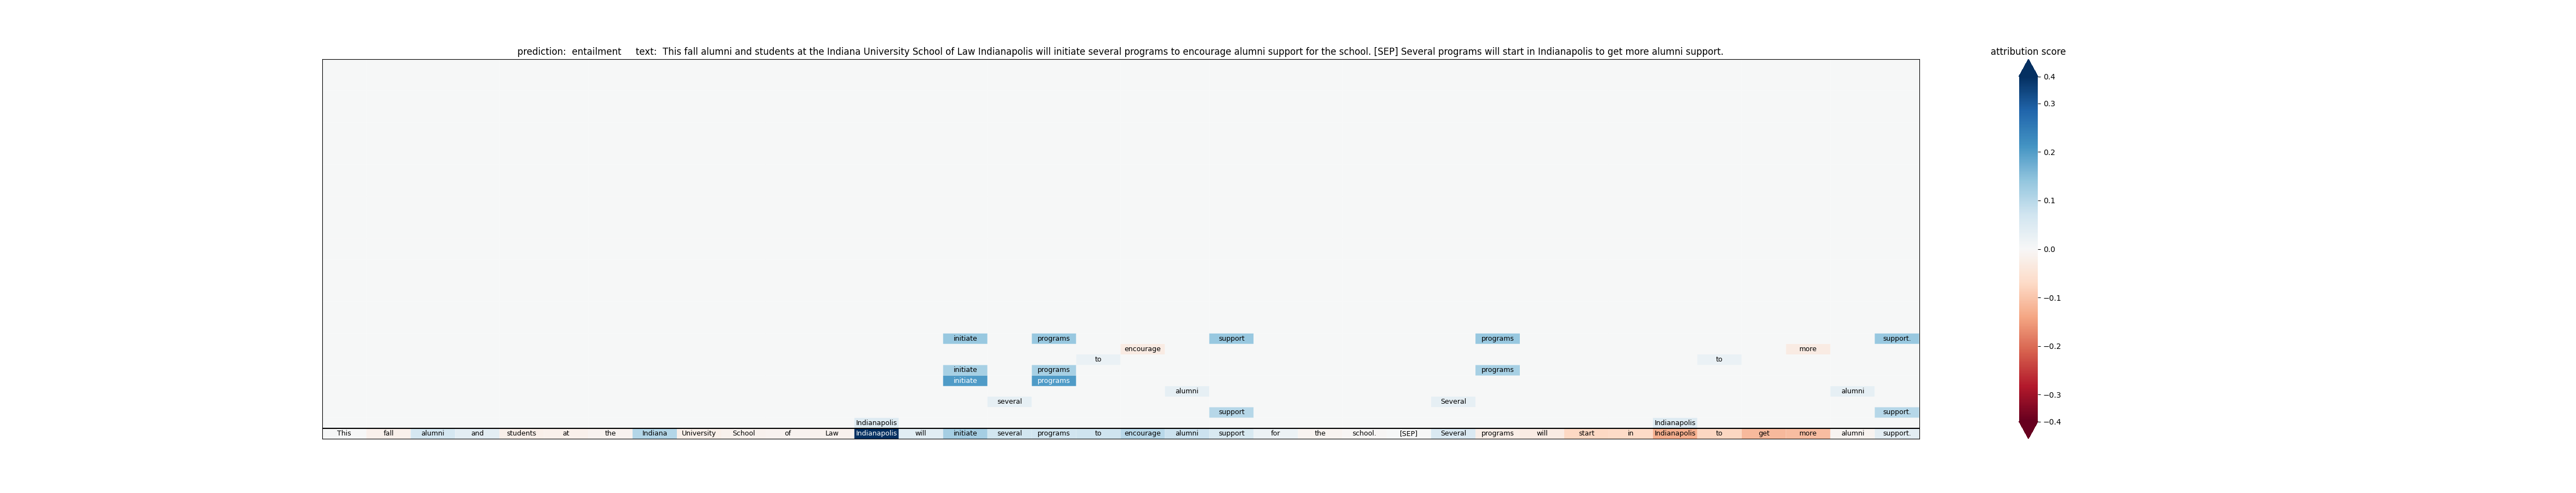 prediction: entailment text: This fall alumni and students at the Indiana University School of Law Indianapolis will initiate several programs to encourage alumni support for the school. [SEP] Several programs will start in Indianapolis to get more alumni support.
attribution score
0.4
0.3
0.2
0.1
0.0
−0.1
−0.2
−0.3
−0.4
initiate programs support programs support.
encourage more
to to
initiate programs programs
initiate programs
alumni alumni
several Several
support support.
Indianapolis Indianapolis
This fall alumni and students at the Indiana University School of Law Indianapolis will initiate several programs to encourage alumni support for the school. [SEP] Several programs will start in Indianapolis to get more alumni support.